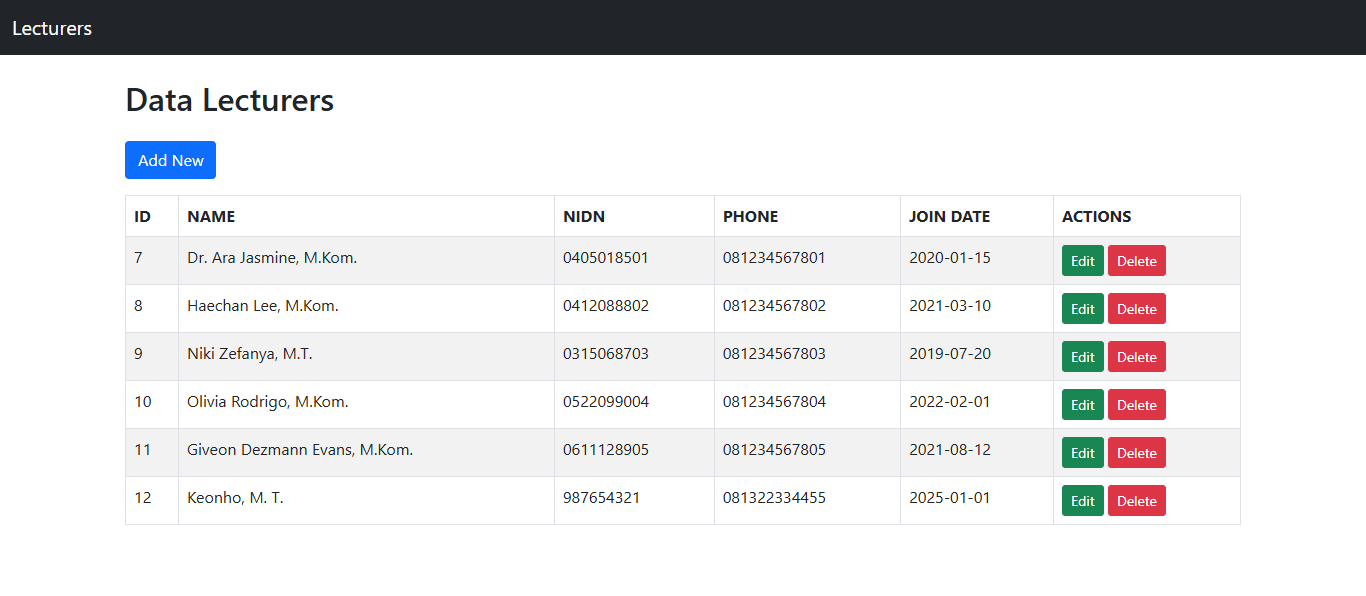 Lecturers
Data Lecturers
Add New
ID NAME NIDN PHONE JOIN DATE ACTIONS
7 Dr. Ara Jasmine, M.Kom. 0405018501 081234567801 2020-01-15 Edit Delete
8 Haechan Lee, M.Kom. 0412088802 081234567802 2021-03-10 Edit Delete
9 Niki Zefanya, M.T. 0315068703 081234567803 2019-07-20 Edit Delete
10 Olivia Rodrigo, M.Kom. 0522099004 081234567804 2022-02-01 Edit Delete
11 Giveon Dezmann Evans, M.Kom. 0611128905 081234567805 2021-08-12 Edit Delete
12 Keonho, M. T. 987654321 081322334455 2025-01-01 Edit Delete